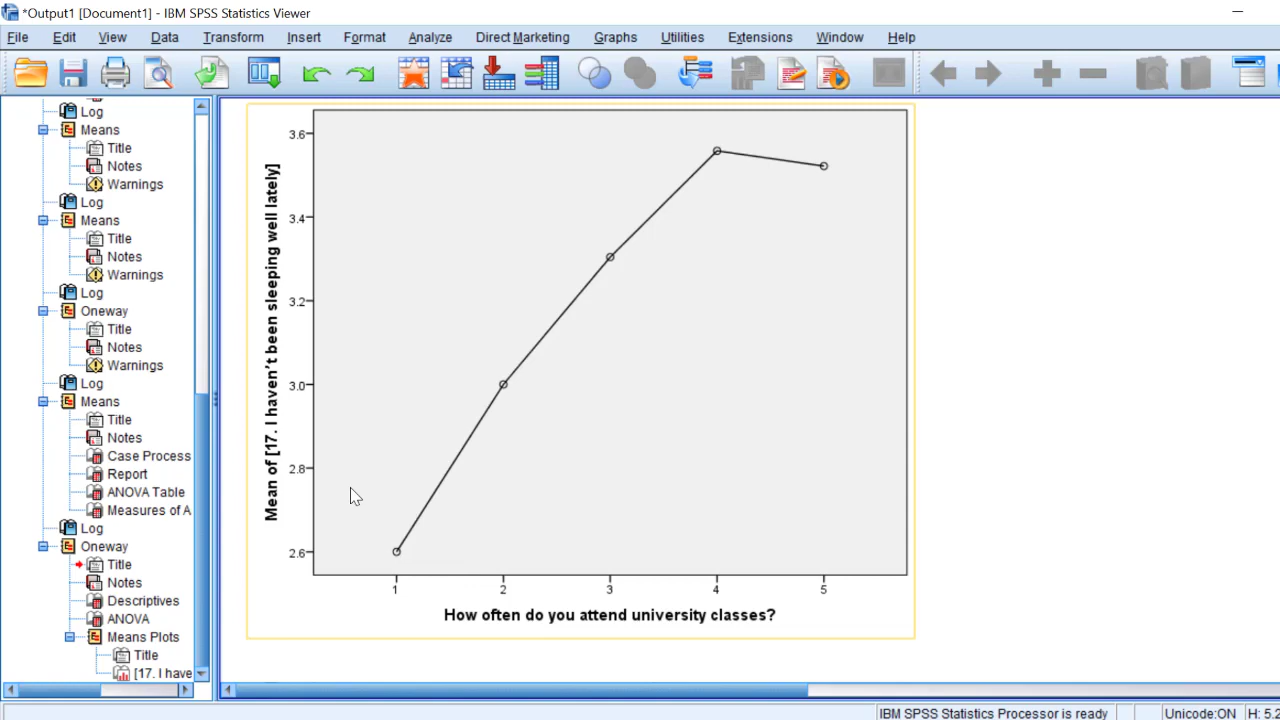 *Output1 [Document1] - IBM SPSS Statistics Viewer
File Edit View Data Transform Insert Format Analyze Direct Marketing Graphs Utilities Extensions Window Help
Log
Means
Title
Notes
Warnings
Log
Means
Title
Notes
Warnings
Log
Oneway
Title
Notes
Warnings
Log
Means
Title
Notes
Case Process
Report
ANOVA Table
Measures of A
Log
Oneway
Title
Notes
Descriptives
ANOVA
Means Plots
Title
[17. I have
Mean of [17. I haven't been sleeping well lately]
3.6
3.4
3.2
3.0
2.8
2.6
1 2 3 4 5
How often do you attend university classes?
IBM SPSS Statistics Processor is ready Unicode:ON H: 5,2